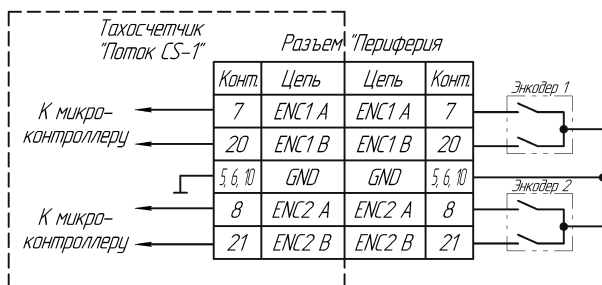 Тахосчетчик
"Поток CS-1"
Разъем "Периферия
Конт. Цепь Цепь Конт.
Энкодер 1
К микро-
контроллеру
7 ENC1 A ENC1 A 7
20 ENC1 B ENC1 B 20
5, 6, 10 GND GND 5, 6, 10
Энкодер 2
К микро-
контроллеру
8 ENC2 A ENC2 A 8
21 ENC2 B ENC2 B 21